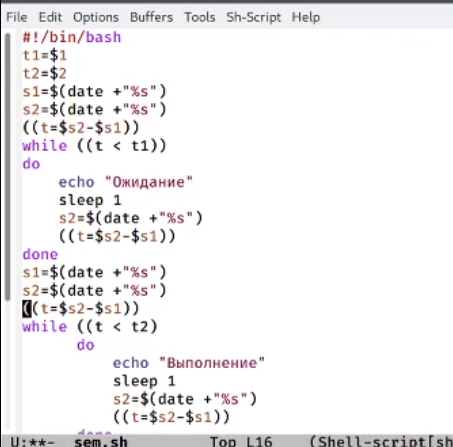 File Edit Options Buffers Tools Sh-Script Help
#!/bin/bash
t1=$1
t2=$2
s1=$(date +"%s")
s2=$(date +"%s")
((t=$s2-$s1))
while ((t < t1))
do
    echo "Ожидание"
    sleep 1
    s2=$(date +"%s")
    ((t=$s2-$s1))
done
s1=$(date +"%s")
s2=$(date +"%s")
((t=$s2-$s1))
while ((t < t2)
      do
          echo "Выполнение"
          sleep 1
          s2=$(date +"%s")
          ((t=$s2-$s1))
      done
U:**- sem.sh Top L16 (Shell-script[sh